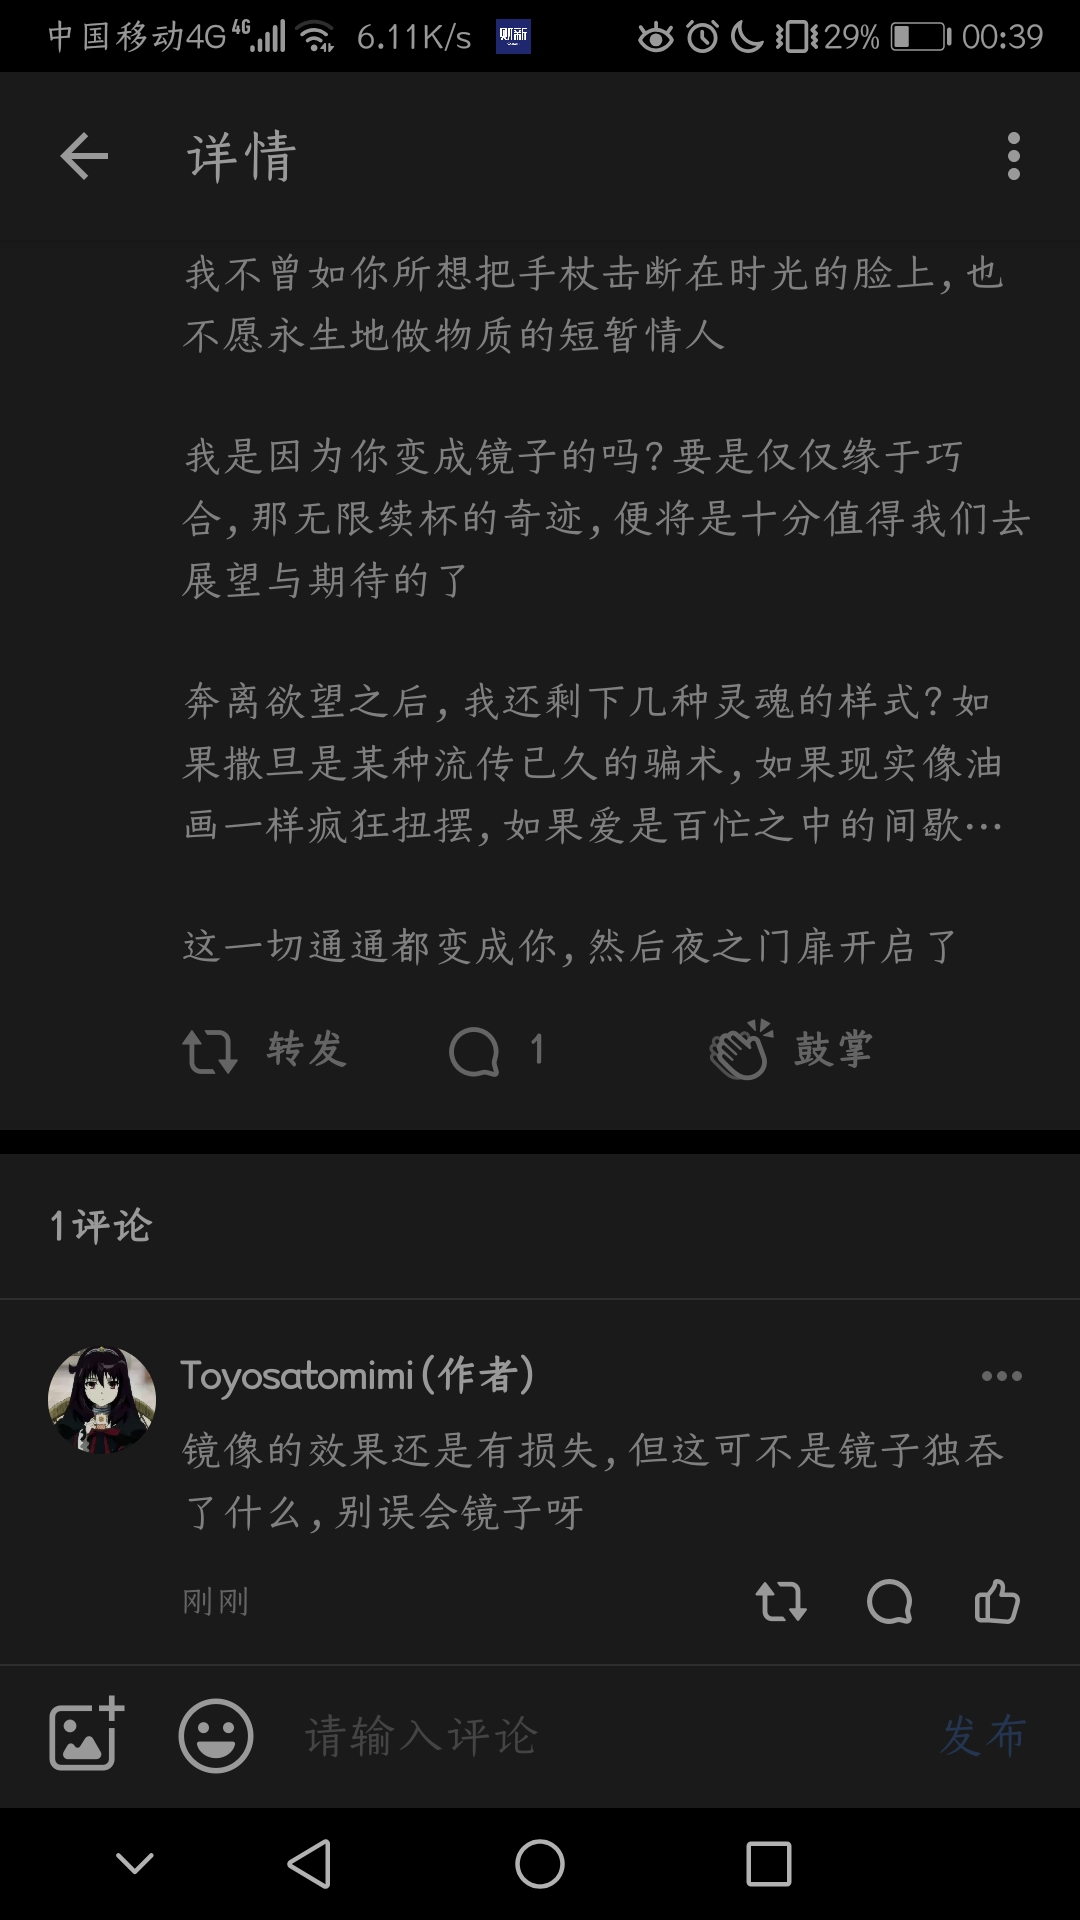 中国移动4G 4G 6.11K/s 财新 29% 00:39
详情
我不曾如你所想把手杖击断在时光的脸上,也
不愿永生地做物质的短暂情人
我是因为你变成镜子的吗?要是仅仅缘于巧
合,那无限续杯的奇迹,便将是十分值得我们去
展望与期待的了
奔离欲望之后,我还剩下几种灵魂的样式?如
果撒旦是某种流传已久的骗术,如果现实像油
画一样疯狂扭摆,如果爱是百忙之中的间歇…
这一切通通都变成你,然后夜之门扉开启了
转发 1 鼓掌
1评论
Toyosatomimi(作者)
镜像的效果还是有损失,但这可不是镜子独吞
了什么,别误会镜子呀
刚刚
请输入评论 发布